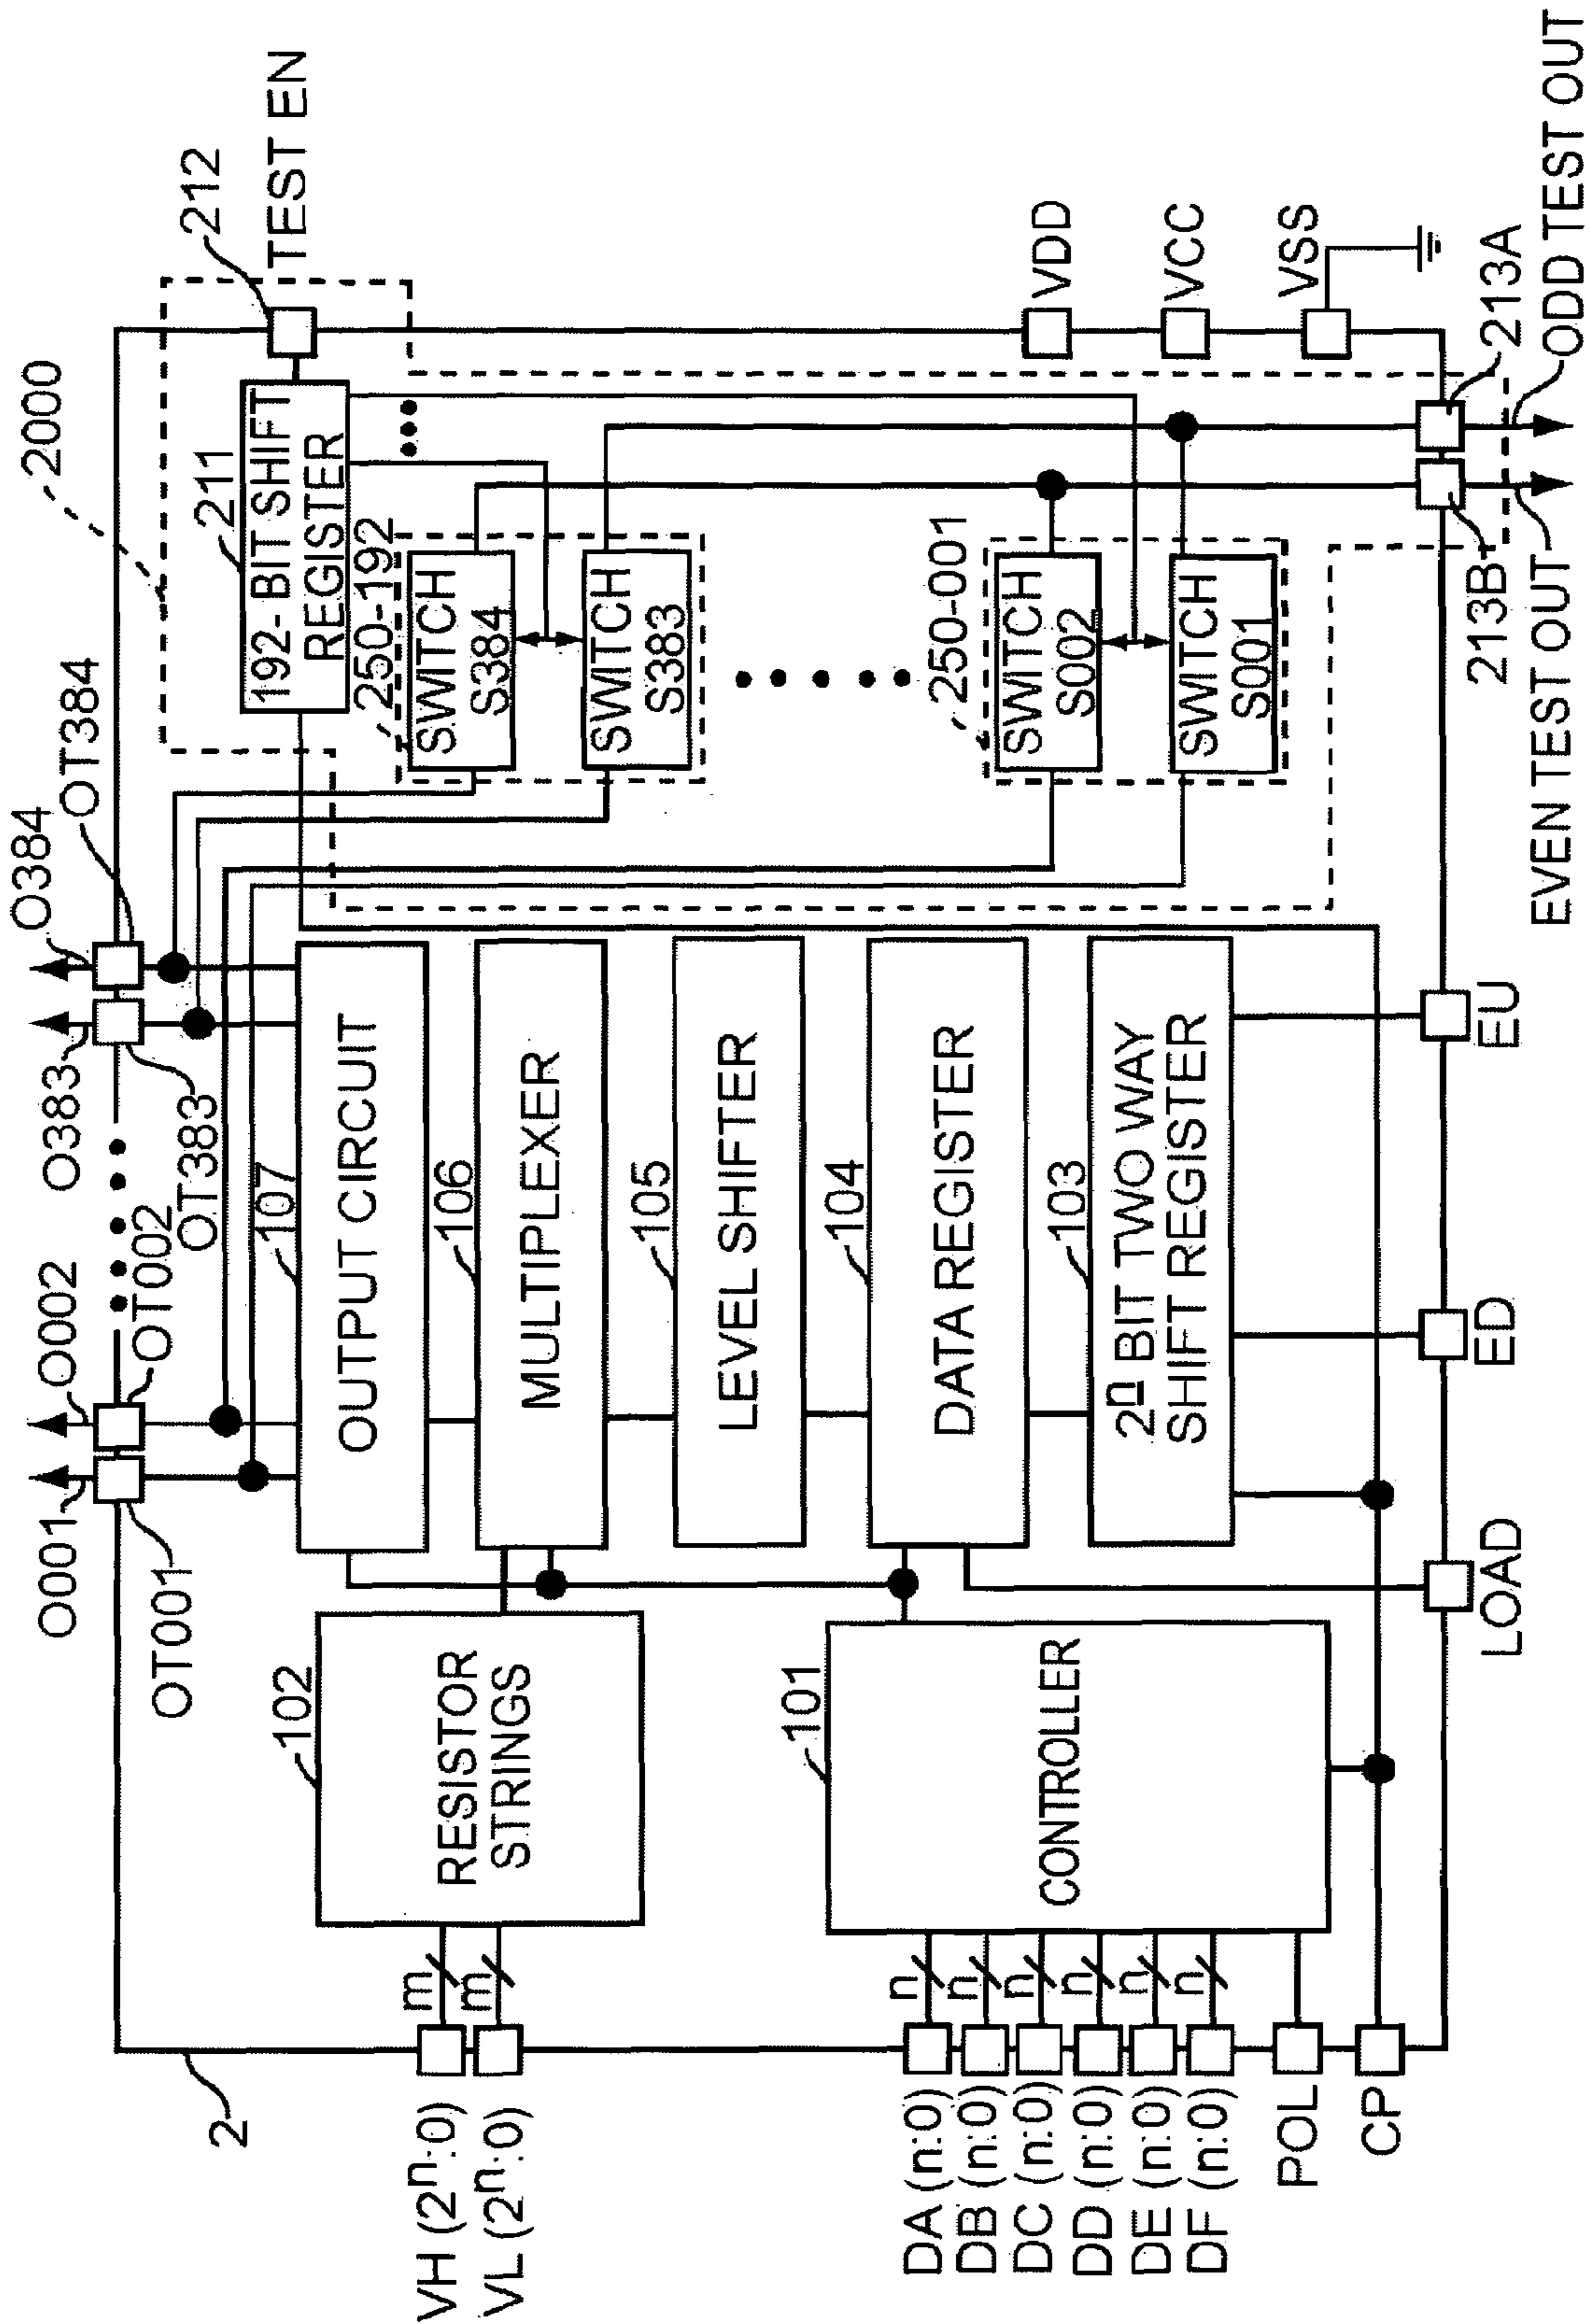 O001
O002
O383
O384
OT001
OT002
OT383
OT384
2000
211
192-BIT SHIFT
REGISTER
212
TEST EN
107
OUTPUT CIRCUIT
250-192
SWITCH
S384
SWITCH
S383
106
MULTIPLEXER
102
RESISTOR
STRINGS
105
LEVEL SHIFTER
104
DATA REGISTER
250-001
SWITCH
S002
SWITCH
S001
101
CONTROLLER
103
2n BIT TWO WAY
SHIFT REGISTER
2
VH (2n:0)
m
VL (2n:0)
m
DA (n:0)
n
DB (n:0)
n
DC (n:0)
n
DD (n:0)
n
DE (n:0)
n
DF (n:0)
n
POL
CP
VDD
VCC
VSS
LOAD
ED
EU
213B
213A
EVEN TEST OUT
ODD TEST OUT